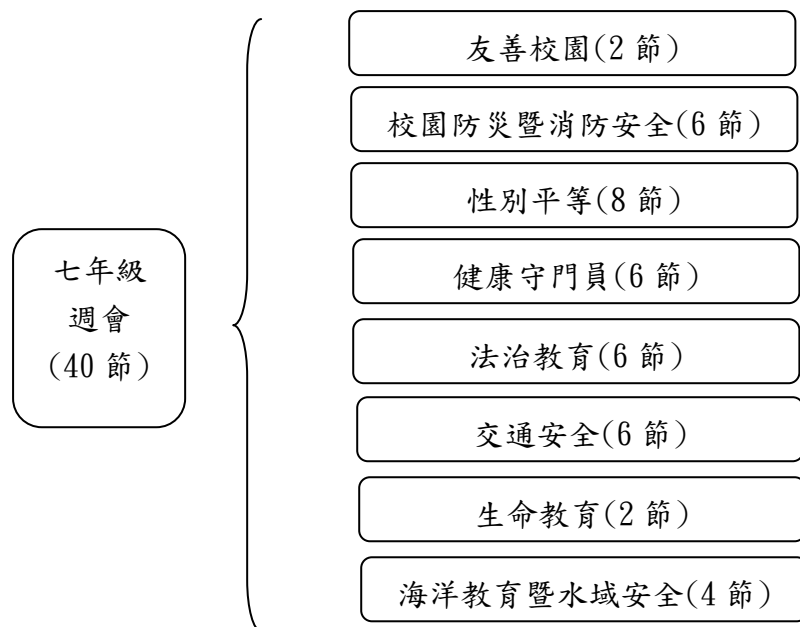 七年級
週會
(40 節)
友善校園(2 節)
校園防災暨消防安全(6 節)
性別平等(8 節)
健康守門員(6 節)
法治教育(6 節)
交通安全(6 節)
生命教育(2 節)
海洋教育暨水域安全(4 節)